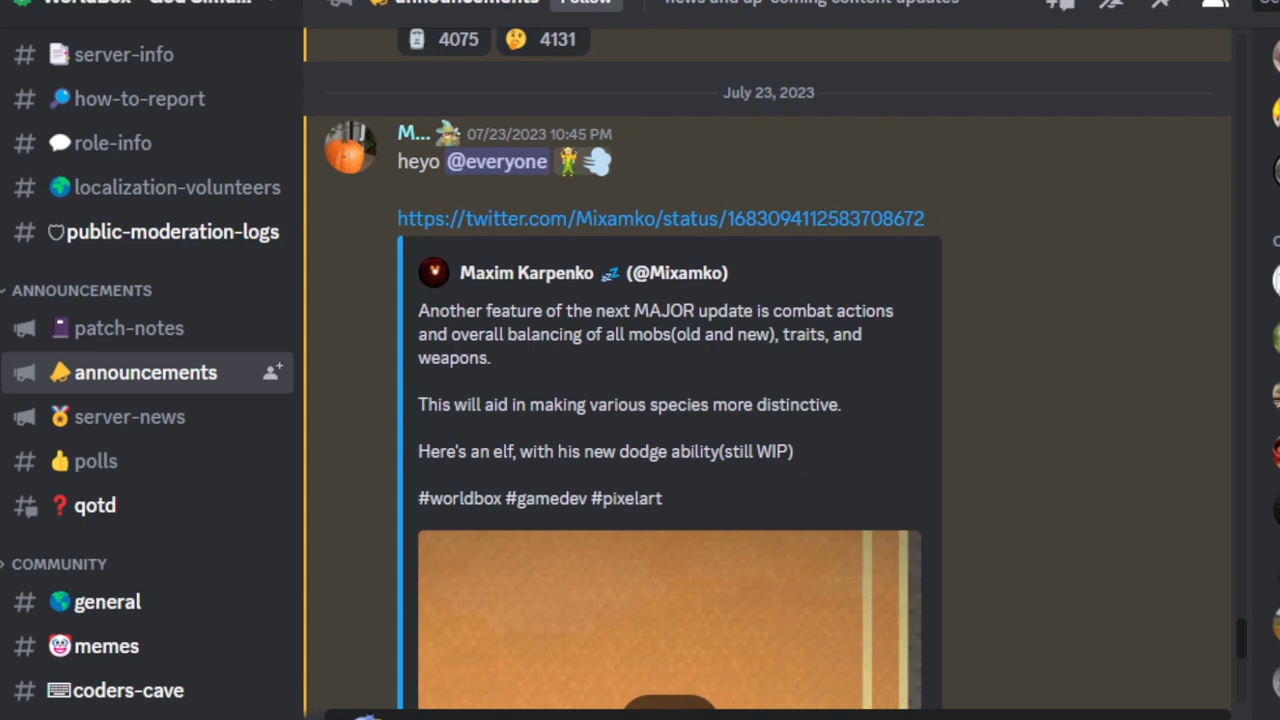 WorldBox - God Simu...
announcements
Follow
news and up-coming content updates
server-info
how-to-report
role-info
localization-volunteers
public-moderation-logs
ANNOUNCEMENTS
patch-notes
announcements
server-news
polls
qotd
COMMUNITY
general
memes
coders-cave
4075 4131
July 23, 2023
M... 07/23/2023 10:45 PM
heyo @everyone
https://twitter.com/Mixamko/status/1683094112583708672
Maxim Karpenko (@Mixamko)
Another feature of the next MAJOR update is combat actions
and overall balancing of all mobs(old and new), traits, and
weapons.
This will aid in making various species more distinctive.
Here's an elf, with his new dodge ability(still WIP)
#worldbox #gamedev #pixelart